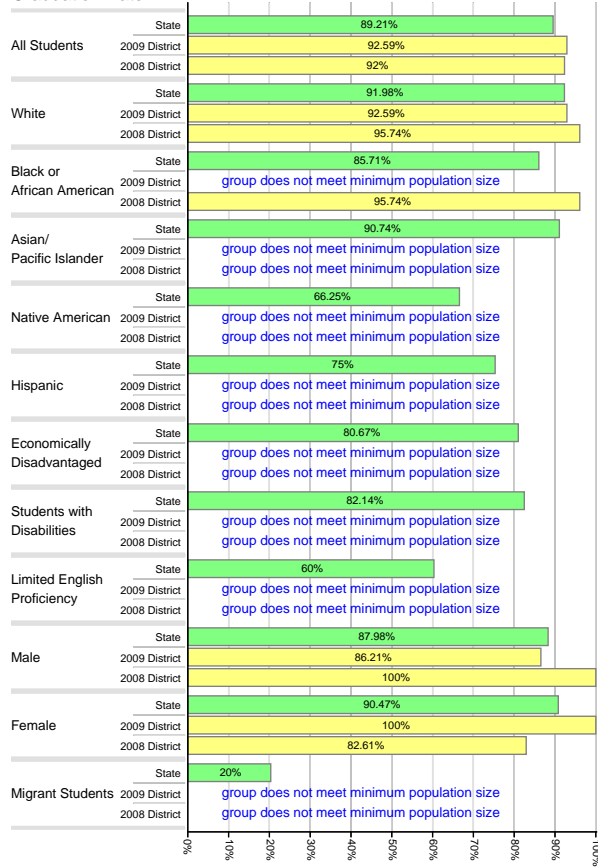 State
89.21%
All Students
2009 District
92.59%
2008 District
92%
State
91.98%
White
2009 District
92.59%
2008 District
95.74%
State
85.71%
Black or
African American
2009 District
group does not meet minimum population size
2008 District
95.74%
State
90.74%
Asian/
Pacific Islander
2009 District
group does not meet minimum population size
2008 District
group does not meet minimum population size
State
66.25%
Native American
2009 District
group does not meet minimum population size
2008 District
group does not meet minimum population size
State
75%
Hispanic
2009 District
group does not meet minimum population size
2008 District
group does not meet minimum population size
State
80.67%
Economically
Disadvantaged
2009 District
group does not meet minimum population size
2008 District
group does not meet minimum population size
State
82.14%
Students with
Disabilities
2009 District
group does not meet minimum population size
2008 District
group does not meet minimum population size
State
60%
Limited English
Proficiency
2009 District
group does not meet minimum population size
2008 District
group does not meet minimum population size
State
87.98%
Male
2009 District
86.21%
2008 District
100%
State
90.47%
Female
2009 District
100%
2008 District
82.61%
State
20%
Migrant Students
2009 District
group does not meet minimum population size
2008 District
group does not meet minimum population size
0%
10%
20%
30%
40%
50%
60%
70%
80%
90%
100%